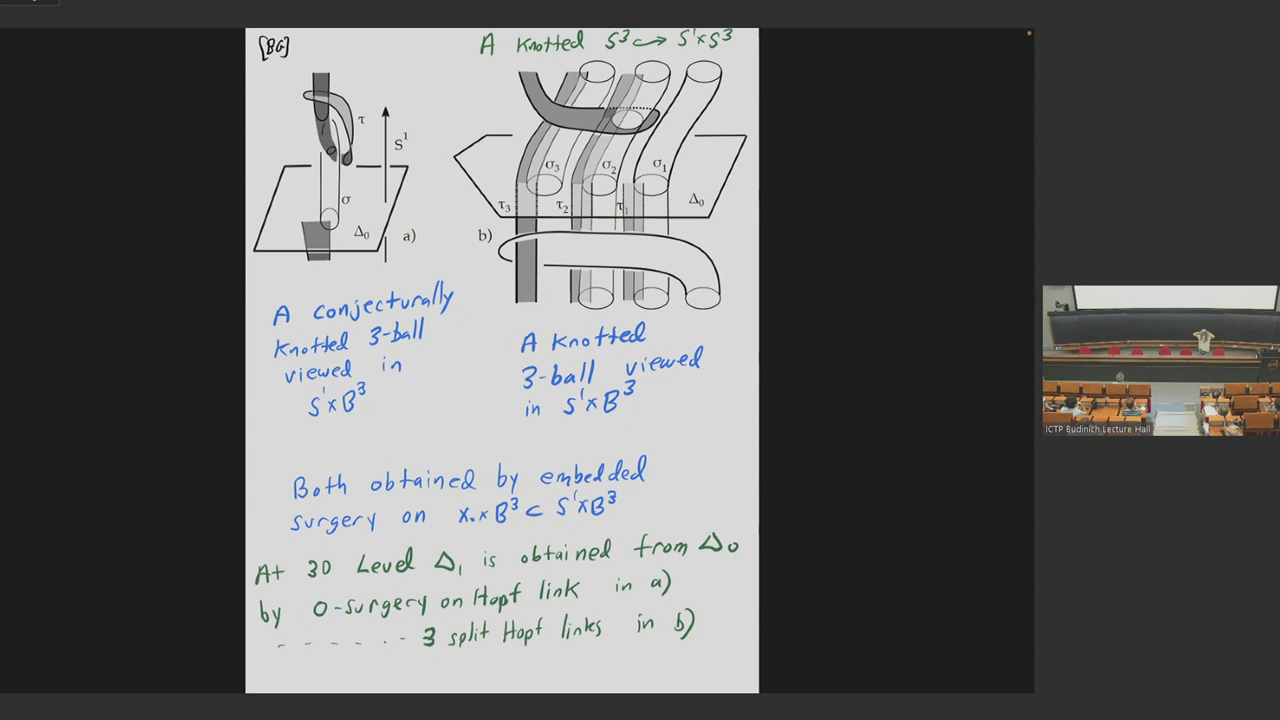 [BG]
A Knotted S³ ↪ S¹×S³
τ
S¹
σ
Δ₀
a)
σ₃
σ₂
σ₁
τ₃
τ₂
τ₁
Δ₀
b)
A conjecturally
Knotted 3-ball
viewed in
S¹×B³
A Knotted
3-ball viewed
in S¹×B³
Both obtained by embedded
surgery on X₀×B³ ⊂ S¹×B³
At 3D Level Δ₁ is obtained from Δ₀
by 0-surgery on Hopf link in a)
- - - - - - - 3 split Hopf links in b)
ICTP Budinich Lecture Hall